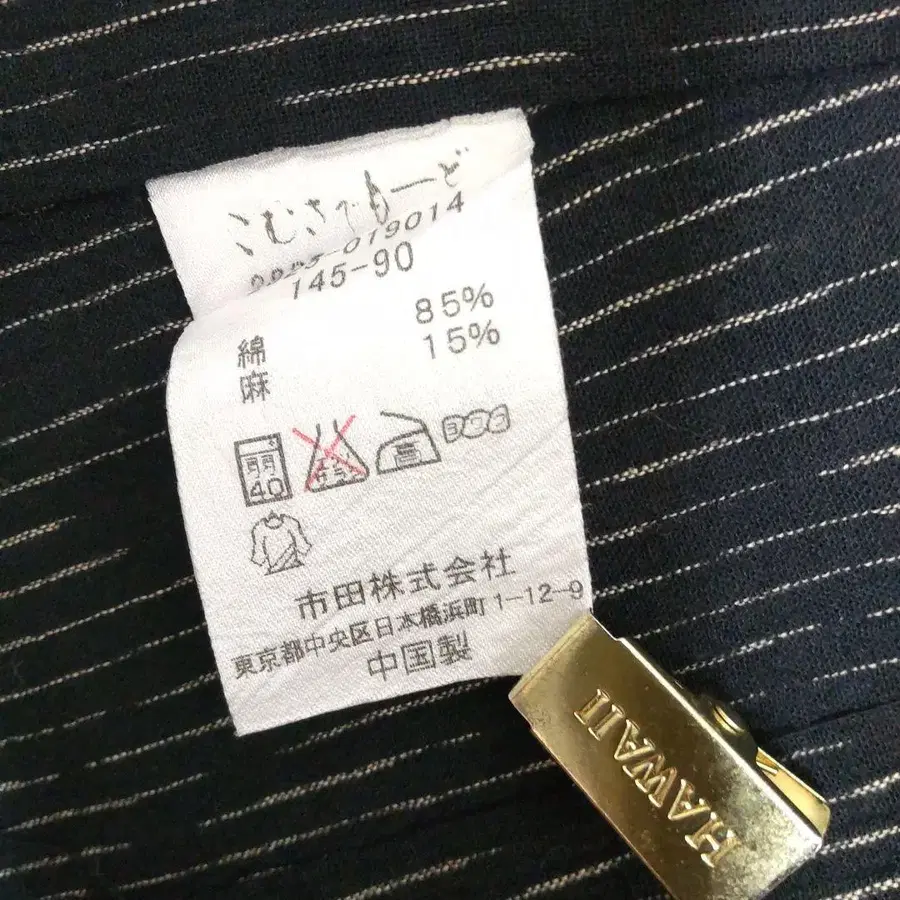 こむさでもーど
145-90
綿 85%
麻 15%
弱
40
高
市田株式会社
東京都中央区日本橋浜町1-12-9
中国製
HAWAII